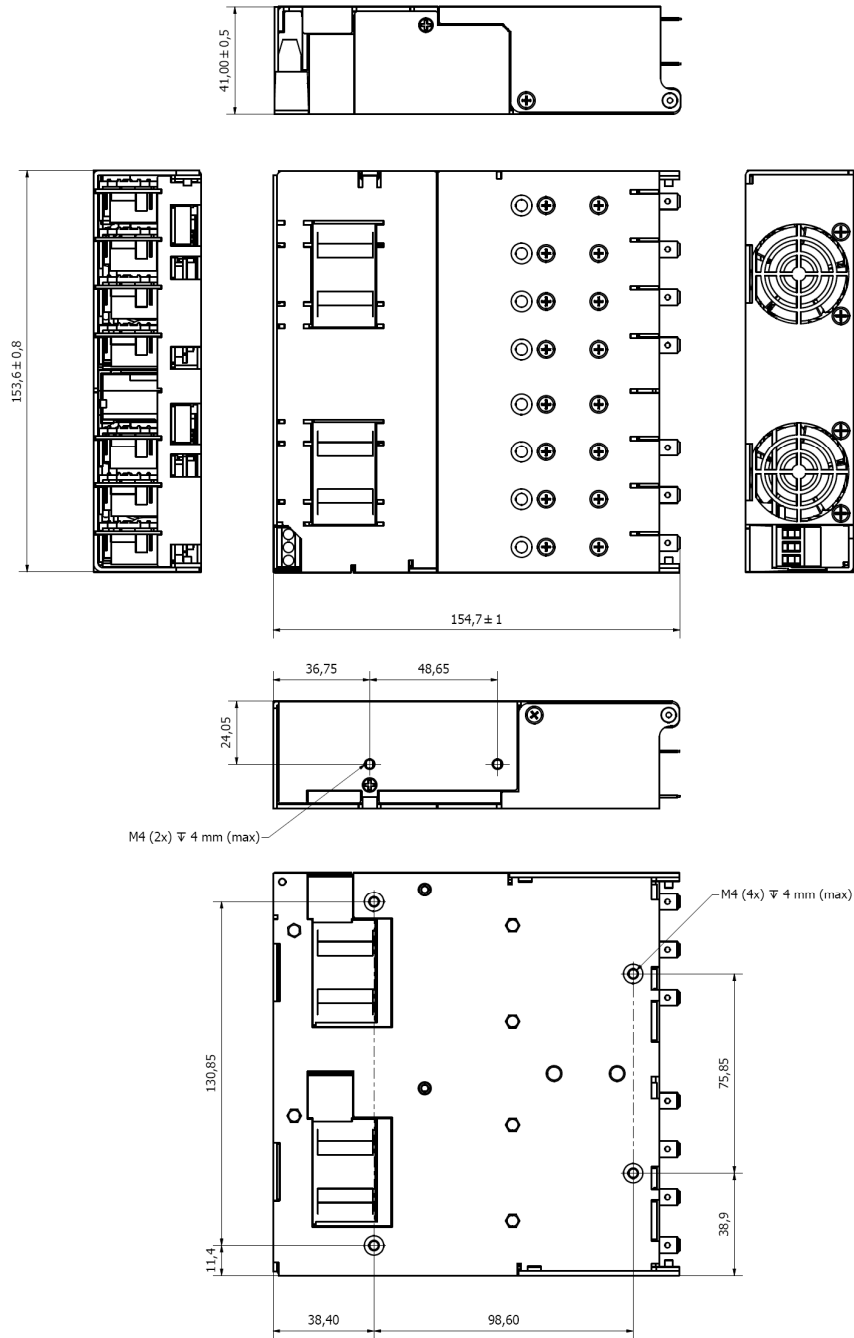 41,00 ± 0,5
153,6 ± 0,8
154,7 ± 1
36,75
48,65
24,05
M4 (2x) ↧ 4 mm (max)
M4 (4x) ↧ 4 mm (max)
130,85
75,85
11,4
38,9
38,40
98,60